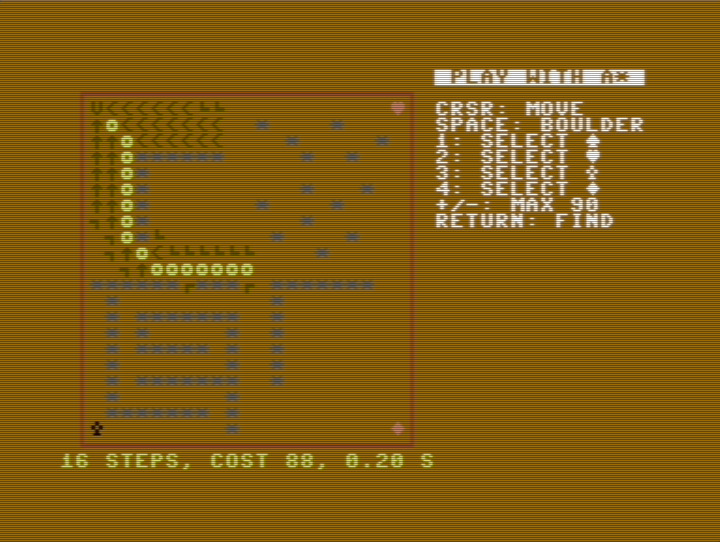 PLAY WITH A*
CRSR: MOVE
SPACE: BOULDER
1: SELECT ♠
2: SELECT ♥
3: SELECT ♣
4: SELECT ♦
+/-: MAX 90
RETURN: FIND
16 STEPS, COST 88, 0.20 S